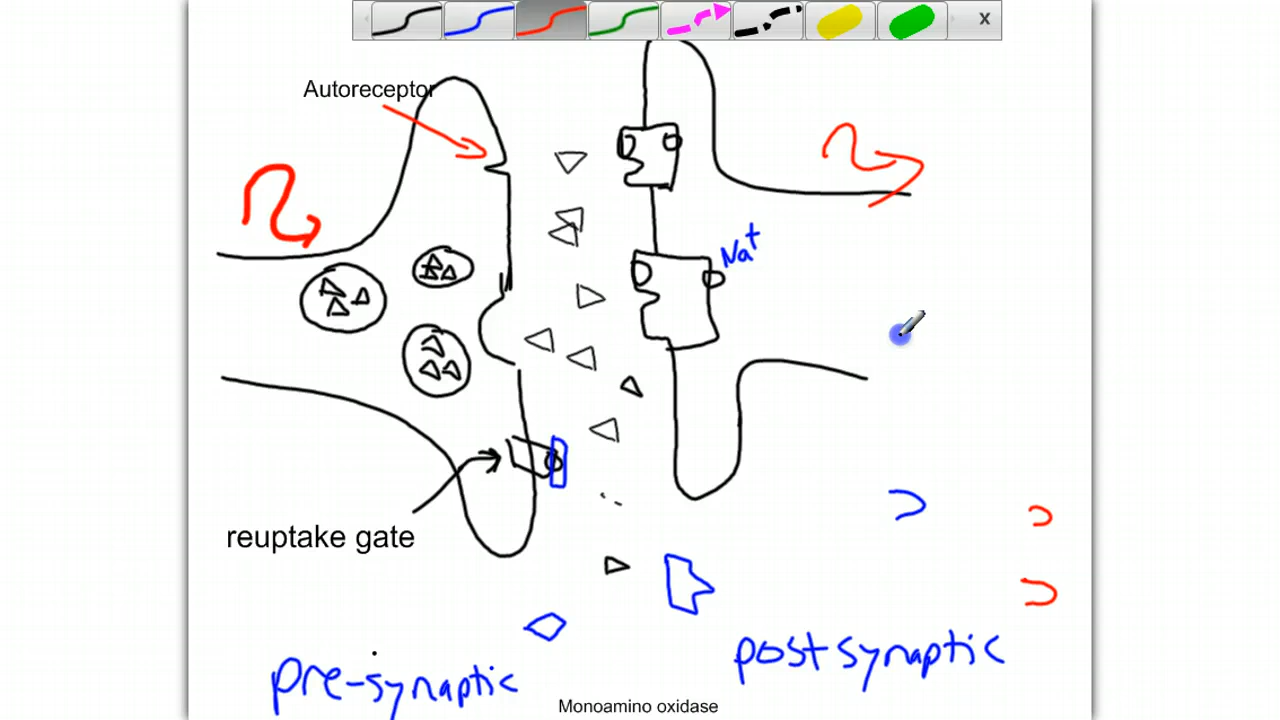 x
Autoreceptor
Na+
reuptake gate
pre-synaptic
post synaptic
Monoamino oxidase